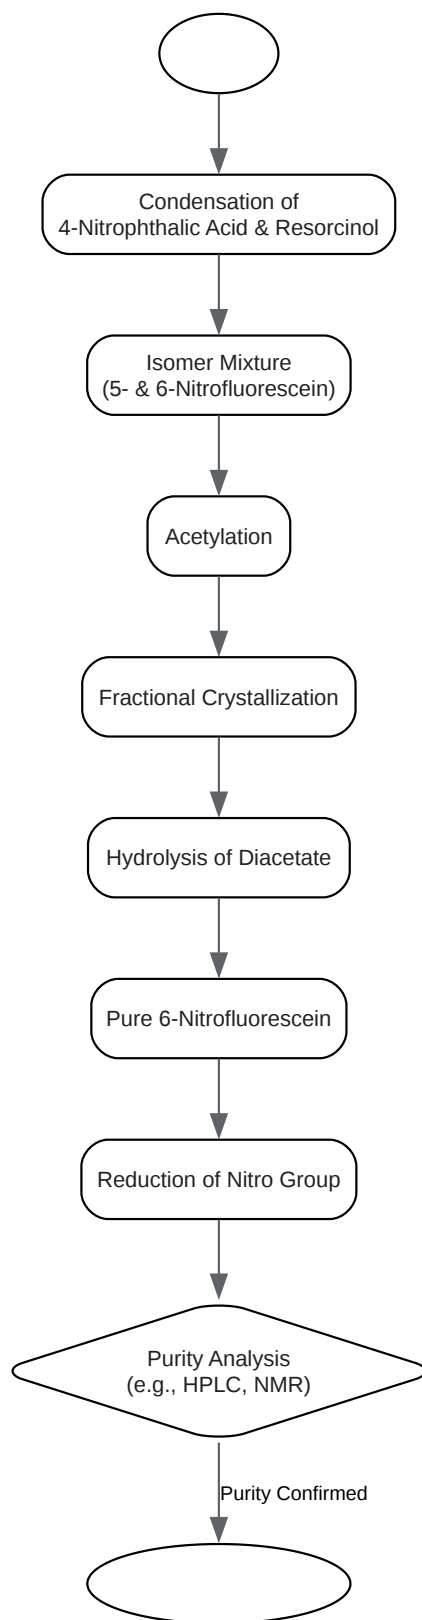 Condensation of
4-Nitrophthalic Acid & Resorcinol
Isomer Mixture
(5- & 6-Nitrofluorescein)
Acetylation
Fractional Crystallization
Hydrolysis of Diacetate
Pure 6-Nitrofluorescein
Reduction of Nitro Group
Purity Analysis
(e.g., HPLC, NMR)
Purity Confirmed